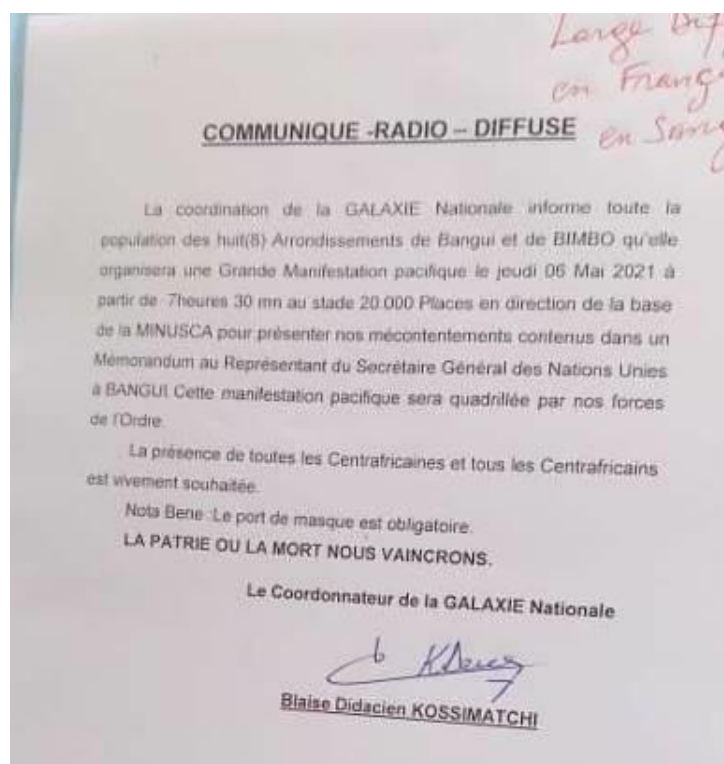 Large
en
en
COMMUNIQUE -RADIO – DIFFUSE
La coordination de la GALAXIE Nationale informe toute la
population des huit(8) Arrondissements de Bangui et de BIMBO qu'elle
organisera une Grande Manifestation pacifique le jeudi 06 Mai 2021 à
partir de 7heures 30 mn au stade 20.000 Places en direction de la base
de la MINUSCA pour présenter nos mécontentements contenus dans un
Mémorandum au Représentant du Secrétaire Général des Nations Unies
à BANGUI.Cette manifestation pacifique sera quadrillée par nos forces
de l'Ordre.
La présence de toutes les Centrafricaines et tous les Centrafricains
est vivement souhaitée.
Nota Bene :Le port de masque est obligatoire.
LA PATRIE OU LA MORT NOUS VAINCRONS.
Le Coordonnateur de la GALAXIE Nationale
Blaise Didacien KOSSIMATCHI